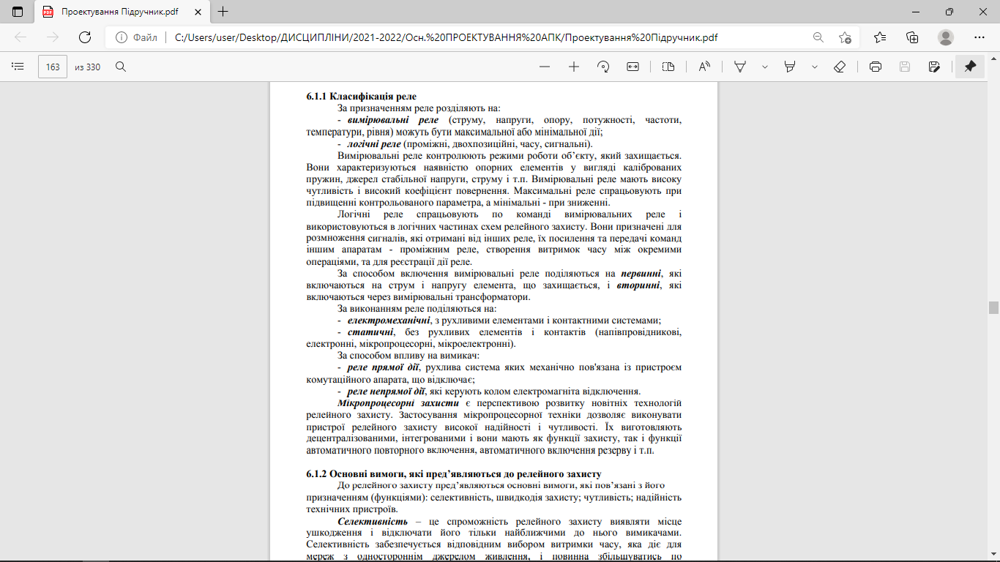 Проектування Підручник.pdf
Файл
C:/Users/user/Desktop/ДИСЦИПЛІНИ/2021-2022/Осн.%20ПРОЕКТУВАННЯ%20АПК/Проектування%20Підручник.pdf
163 из 330
6.1.1 Класифікація реле
За призначенням реле розділяють на:
- вимірювальні реле (струму, напруги, опору, потужності, частоти,
температури, рівня) можуть бути максимальної або мінімальної дії;
- логічні реле (проміжні, двохпозиційні, часу, сигнальні).
Вимірювальні реле контролюють режими роботи об’єкту, який захищається.
Вони характеризуються наявністю опорних елементів у вигляді каліброваних
пружин, джерел стабільної напруги, струму і т.п. Вимірювальні реле мають високу
чутливість і високий коефіцієнт повернення. Максимальні реле спрацьовують при
підвищенні контрольованого параметра, а мінімальні - при зниженні.
Логічні реле спрацьовують по команді вимірювальних реле і
використовуються в логічних частинах схем релейного захисту. Вони призначені для
розмноження сигналів, які отримані від інших реле, їх посилення та передачі команд
іншим апаратам - проміжним реле, створення витримок часу між окремими
операціями, та для реєстрації дії реле.
За способом включення вимірювальні реле поділяються на первинні, які
включаються на струм і напругу елемента, що захищається, і вторинні, які
включаються через вимірювальні трансформатори.
За виконанням реле поділяються на:
- електромеханічні, з рухливими елементами і контактними системами;
- статичні, без рухливих елементів і контактів (напівпровідникові,
електронні, мікропроцесорні, мікроелектронні).
За способом впливу на вимикач:
- реле прямої дії, рухлива система яких механічно пов'язана із пристроєм
комутаційного апарата, що відключає;
- реле непрямої дії, які керують колом електромагніта відключення.
Мікропроцесорні захисти є перспективою розвитку новітніх технологій
релейного захисту. Застосування мікропроцесорної техніки дозволяє виконувати
пристрої релейного захисту високої надійності і чутливості. Їх виготовляють
децентралізованими, інтегрованими і вони мають як функції захисту, так і функції
автоматичного повторного включення, автоматичного включення резерву і т.п.
6.1.2 Основні вимоги, які пред’являються до релейного захисту
До релейного захисту пред’являються основні вимоги, які пов’язані з його
призначенням (функціями): селективність, швидкодія захисту; чутливість; надійність
технічних пристроїв.
Селективність – це спроможність релейного захисту виявляти місце
ушкодження і відключати його тільки найближчими до нього вимикачами.
Селективність забезпечується відповідним вибором витримки часу, яка діє для
мереж з одностороннім джерелом живлення, і повинна збільшуватись по